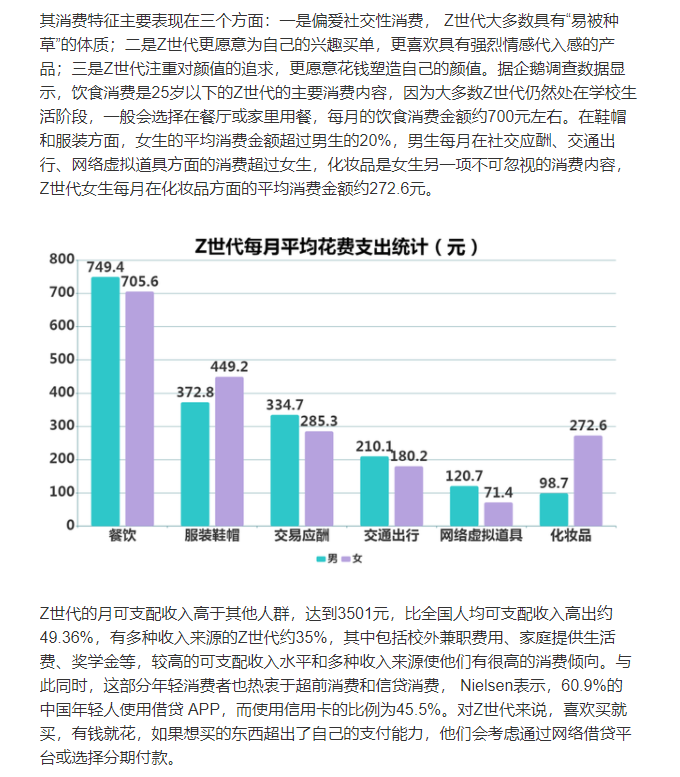 其消费特征主要表现在三个方面：一是偏爱社交性消费， Z世代大多数具有“易被种
草”的体质；二是Z世代更愿意为自己的兴趣买单，更喜欢具有强烈情感代入感的产
品；三是Z世代注重对颜值的追求，更愿意花钱塑造自己的颜值。据企鹅调查数据显
示，饮食消费是25岁以下的Z世代的主要消费内容，因为大多数Z世代仍然处在学校生
活阶段，一般会选择在餐厅或家里用餐，每月的饮食消费金额约700元左右。在鞋帽
和服装方面，女生的平均消费金额超过男生的20%，男生每月在社交应酬、交通出
行、网络虚拟道具方面的消费超过女生，化妆品是女生另一项不可忽视的消费内容，
Z世代女生每月在化妆品方面的平均消费金额约272.6元。
Z世代每月平均花费支出统计（元）
800
700
600
500
400
300
200
100
0
749.4
705.6
372.8
449.2
334.7
285.3
210.1
180.2
120.7
71.4
98.7
272.6
餐饮
服装鞋帽
交易应酬
交通出行
网络虚拟道具
化妆品
男
女
Z世代的月可支配收入高于其他人群，达到3501元，比全国人均可支配收入高出约
49.36%，有多种收入来源的Z世代约35%，其中包括校外兼职费用、家庭提供生活
费、奖学金等，较高的可支配收入水平和多种收入来源使他们有很高的消费倾向。与
此同时，这部分年轻消费者也热衷于超前消费和信贷消费， Nielsen表示，60.9%的
中国年轻人使用借贷 APP，而使用信用卡的比例为45.5%。对Z世代来说，喜欢买就
买，有钱就花，如果想买的东西超出了自己的支付能力，他们会考虑通过网络借贷平
台或选择分期付款。